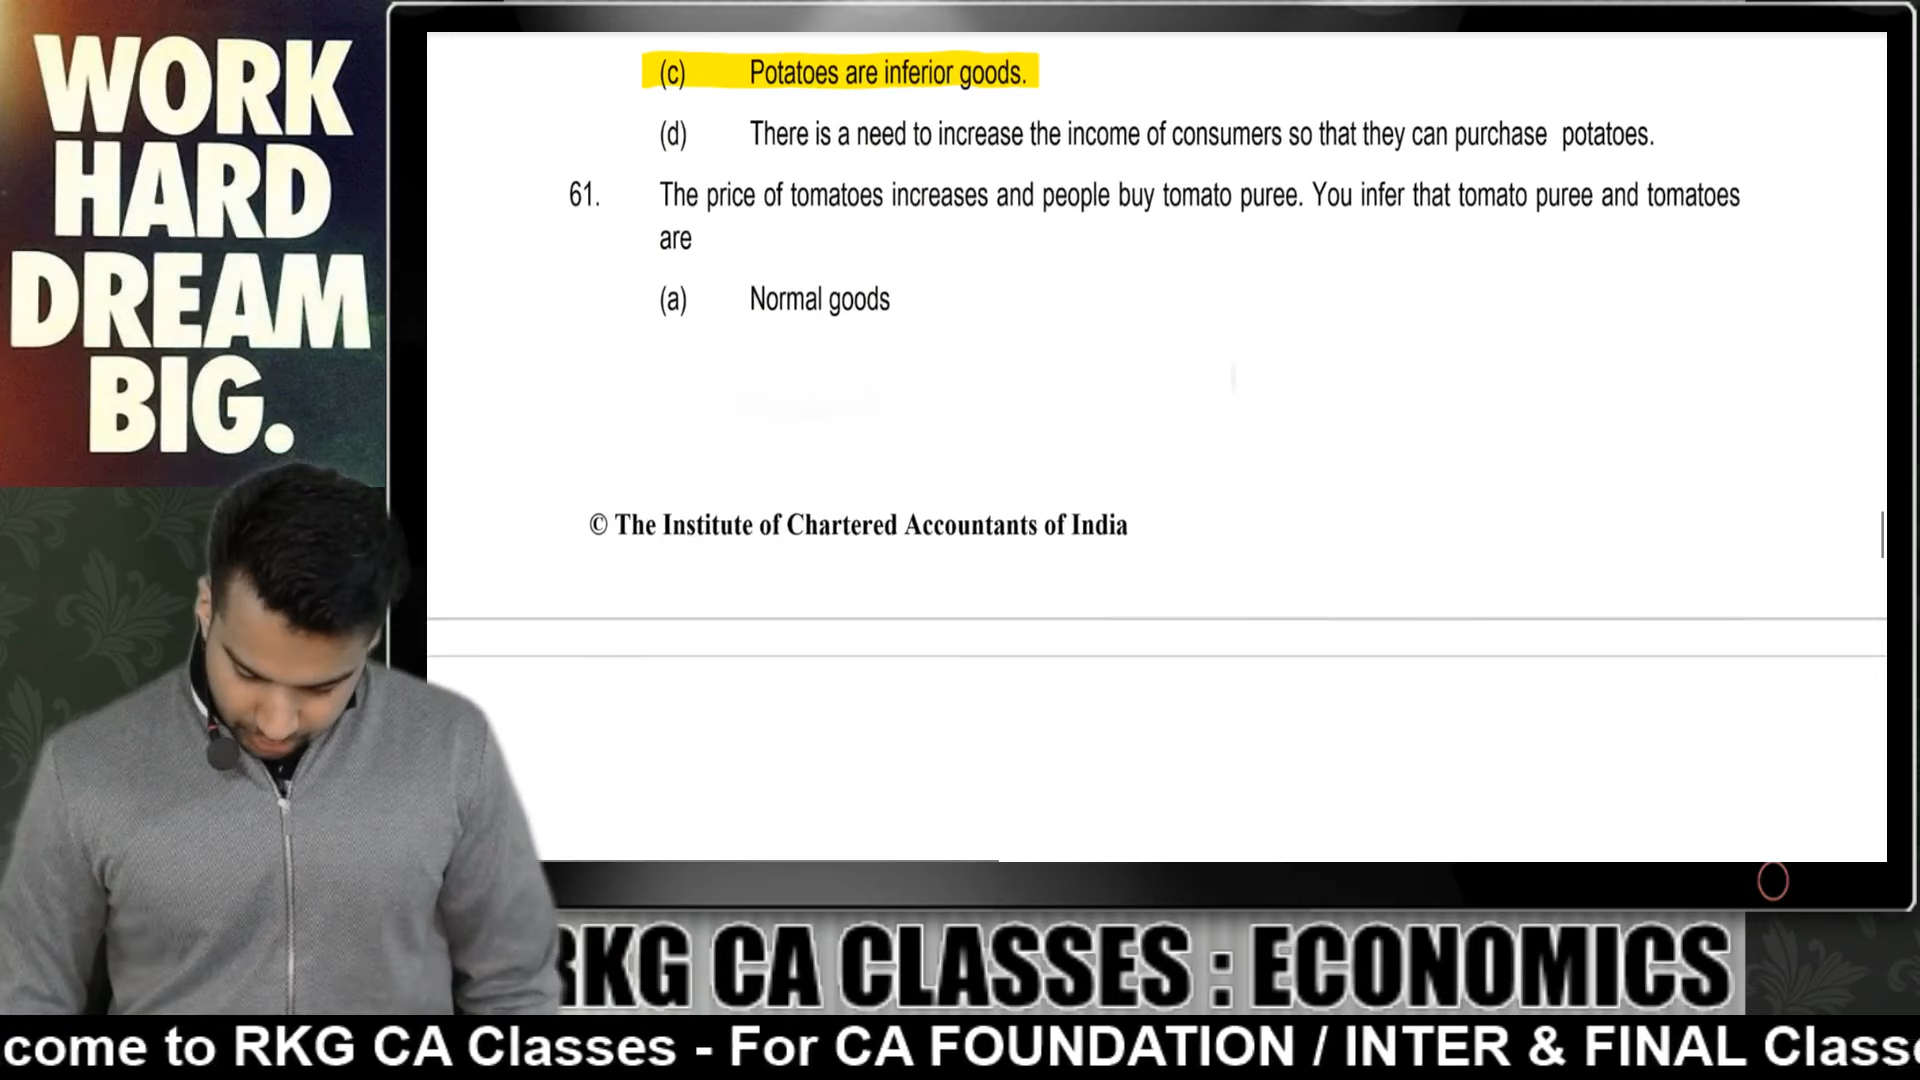 WORK
HARD
DREAM
BIG.
(c) Potatoes are inferior goods.
(d) There is a need to increase the income of consumers so that they can purchase potatoes.
61. The price of tomatoes increases and people buy tomato puree. You infer that tomato puree and tomatoes
are
(a) Normal goods
© The Institute of Chartered Accountants of India
RKG CA CLASSES : ECONOMICS
come to RKG CA Classes - For CA FOUNDATION / INTER & FINAL Classe